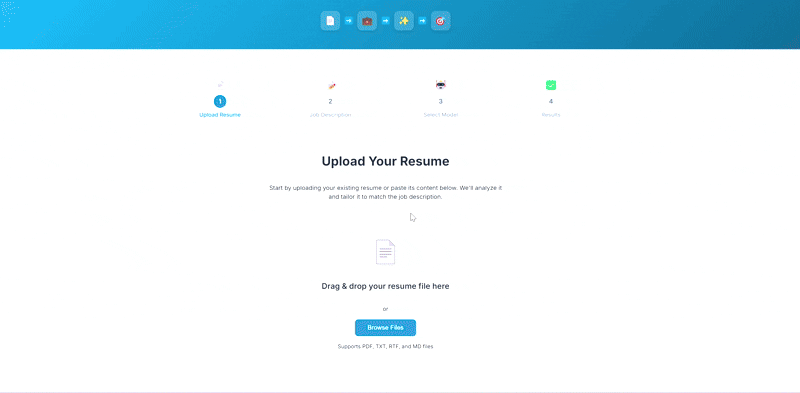 1 2 3 4
Upload Resume Job Description Select Model Results
Upload Your Resume
Start by uploading your existing resume or paste its content below. We'll analyze it
and tailor it to match the job description.
Drag & drop your resume file here
or
Browse Files
Supports PDF, TXT, RTF, and MD files